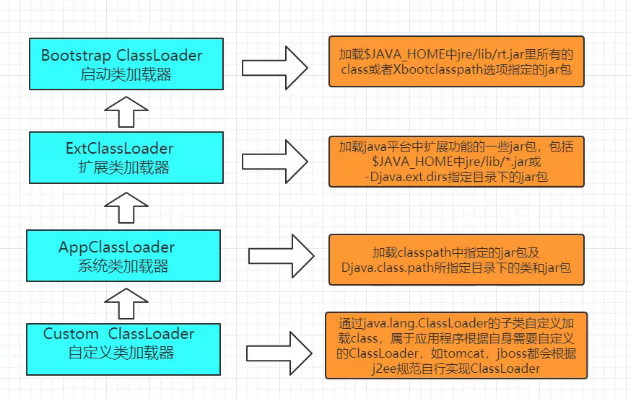 Bootstrap ClassLoader
启动类加载器
加载$JAVA_HOME中jre/lib/rt.jar里所有的
class或者Xbootclasspath选项指定的jar包
ExtClassLoader
扩展类加载器
加载java平台中扩展功能的一些jar包，包括
$JAVA_HOME中jre/lib/*.jar或
-Djava.ext.dirs指定目录下的jar包
AppClassLoader
系统类加载器
加载classpath中指定的jar包及
Djava.class.path所指定目录下的类和jar包
Custom ClassLoader
自定义类加载器
通过java.lang.ClassLoader的子类自定义加
载class，属于应用程序根据自身需要自定义
的ClassLoader，如tomcat，jboss都会根据
j2ee规范自行实现ClassLoader